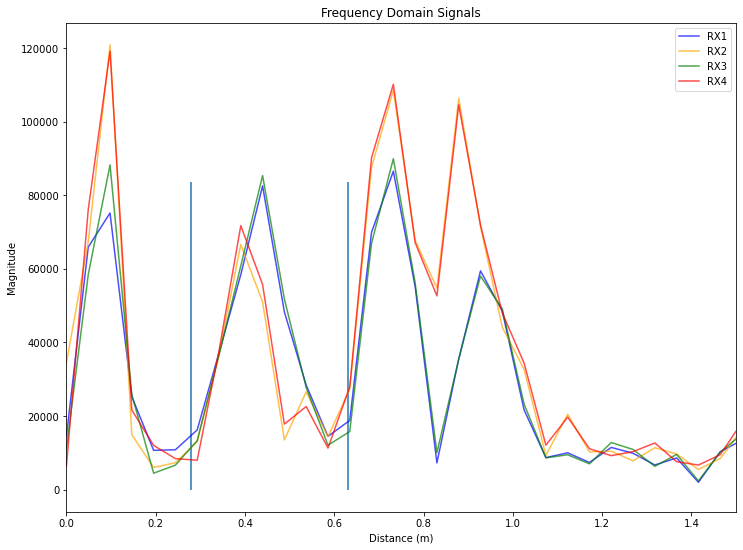 Frequency Domain Signals
RX1
RX2
RX3
RX4
Magnitude
120000
100000
80000
60000
40000
20000
0
0.0 0.2 0.4 0.6 0.8 1.0 1.2 1.4
Distance (m)